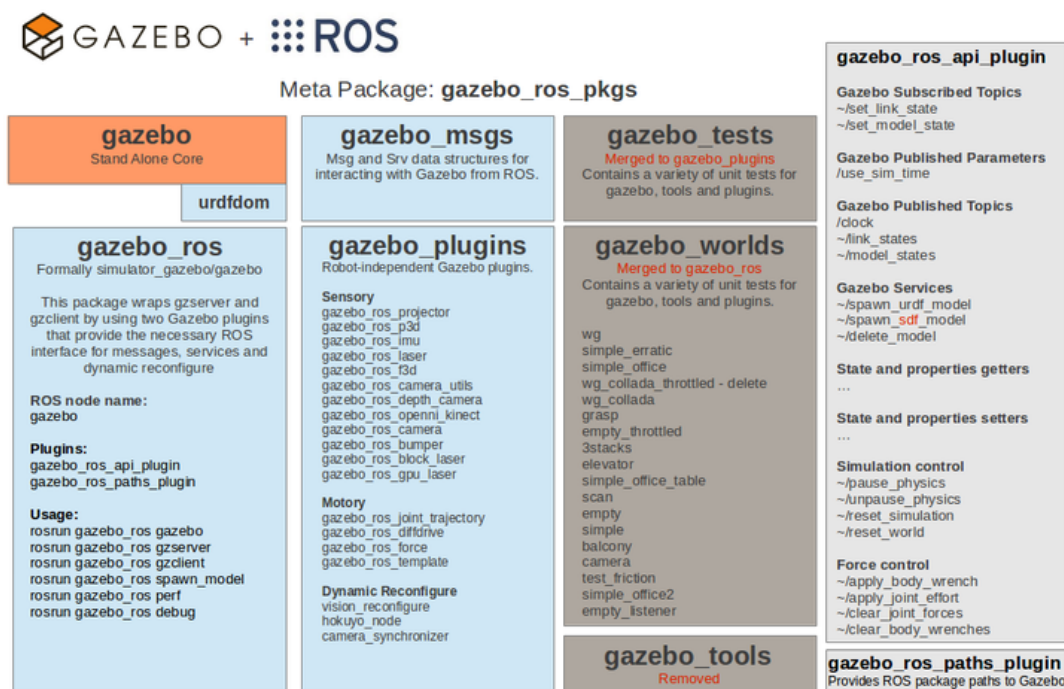 GAZEBO + ROS
Meta Package: gazebo_ros_pkgs
gazebo
Stand Alone Core
urdfdom
gazebo_ros
Formally simulator_gazebo/gazebo
This package wraps gzserver and
gzclient by using two Gazebo plugins
that provide the necessary ROS
interface for messages, services and
dynamic reconfigure
ROS node name:
gazebo
Plugins:
gazebo_ros_api_plugin
gazebo_ros_paths_plugin
Usage:
rosrun gazebo_ros gazebo
rosrun gazebo_ros gzserver
rosrun gazebo_ros gzclient
rosrun gazebo_ros spawn_model
rosrun gazebo_ros perf
rosrun gazebo_ros debug
gazebo_msgs
Msg and Srv data structures for
interacting with Gazebo from ROS.
gazebo_plugins
Robot-independent Gazebo plugins.
Sensory
gazebo_ros_projector
gazebo_ros_p3d
gazebo_ros_imu
gazebo_ros_laser
gazebo_ros_f3d
gazebo_ros_camera_utils
gazebo_ros_depth_camera
gazebo_ros_openni_kinect
gazebo_ros_camera
gazebo_ros_bumper
gazebo_ros_block_laser
gazebo_ros_gpu_laser
Motory
gazebo_ros_joint_trajectory
gazebo_ros_diffdrive
gazebo_ros_force
gazebo_ros_template
Dynamic Reconfigure
vision_reconfigure
hokuyo_node
camera_synchronizer
gazebo_tests
Merged to gazebo_plugins
Contains a variety of unit tests for
gazebo, tools and plugins.
gazebo_worlds
Merged to gazebo_ros
Contains a variety of unit tests for
gazebo, tools and plugins.
wg
simple_erratic
simple_office
wg_collada_throttled - delete
wg_collada
grasp
empty_throttled
3stacks
elevator
simple_office_table
scan
empty
simple
balcony
camera
test_friction
simple_office2
empty_listener
gazebo_tools
Removed
gazebo_ros_api_plugin
Gazebo Subscribed Topics
~/set_link_state
~/set_model_state
Gazebo Published Parameters
/use_sim_time
Gazebo Published Topics
/clock
~/link_states
~/model_states
Gazebo Services
~/spawn_urdf_model
~/spawn_sdf_model
~/delete_model
State and properties getters
...
State and properties setters
...
Simulation control
~/pause_physics
~/unpause_physics
~/reset_simulation
~/reset_world
Force control
~/apply_body_wrench
~/apply_joint_effort
~/clear_joint_forces
~/clear_body_wrenches
gazebo_ros_paths_plugin
Provides ROS package paths to Gazebo